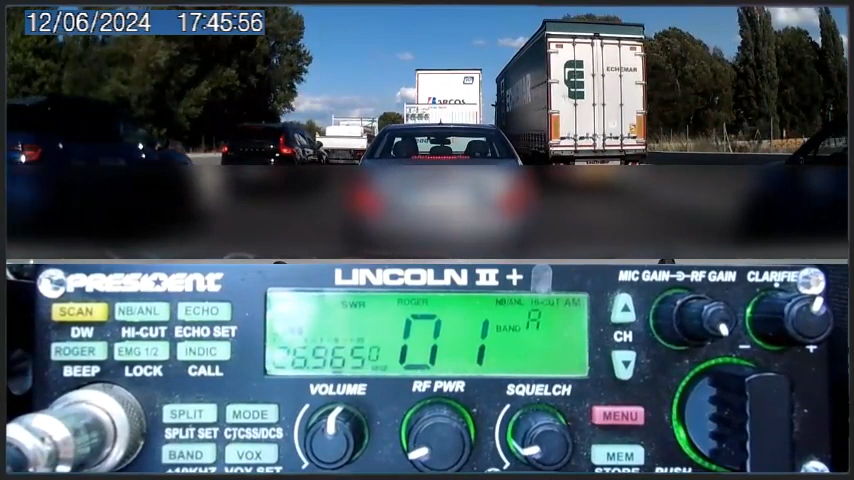 12/06/2024 17:45:56
ECHEMAR
PRESIDENT
LINCOLN II +
MIC GAIN RF GAIN CLARIFIE
SCAN NB/ANL ECHO
DW HI-CUT ECHO SET
ROGER EMG 1/2 INDIC
BEEP LOCK CALL
SWR ROGER NB/ANL HI-CUT AM
01 BAND A
26.9650
CH
VOLUME RF PWR SQUELCH
- +
SPLIT MODE
SPLIT SET CTCSS/DCS
BAND VOX
+10KHZ VOX SET
MENU
MEM
STORE PUSH